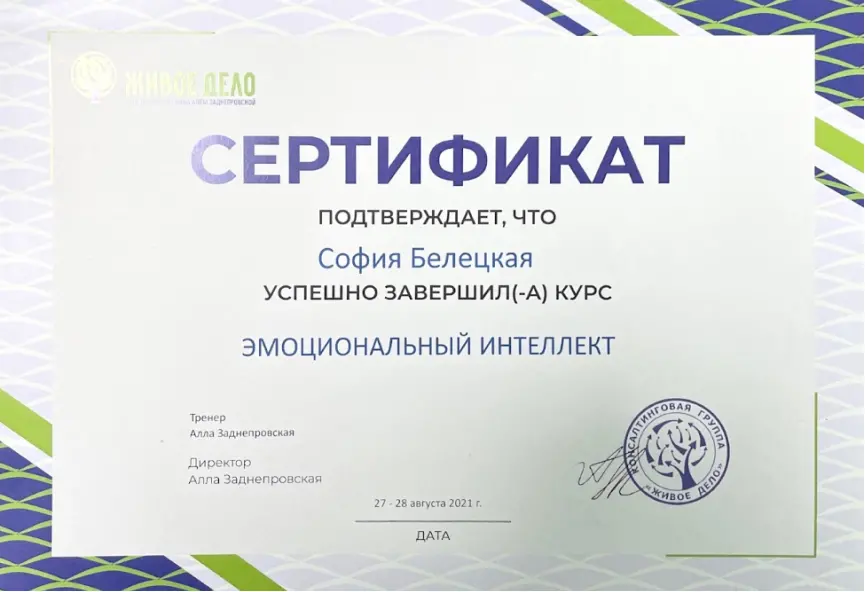 ЖИВОЕ ДЕЛО
АЛЛЫ ЗАДНЕПРОВСКОЙ
СЕРТИФИКАТ
ПОДТВЕРЖДАЕТ, ЧТО
София Белецкая
УСПЕШНО ЗАВЕРШИЛ(-А) КУРС
ЭМОЦИОНАЛЬНЫЙ ИНТЕЛЛЕКТ
Тренер
Алла Заднепровская
Директор
Алла Заднепровская
27 - 28 августа 2021 г.
ДАТА
КОНСАЛТИНГОВАЯ ГРУППА
"ЖИВОЕ ДЕЛО"